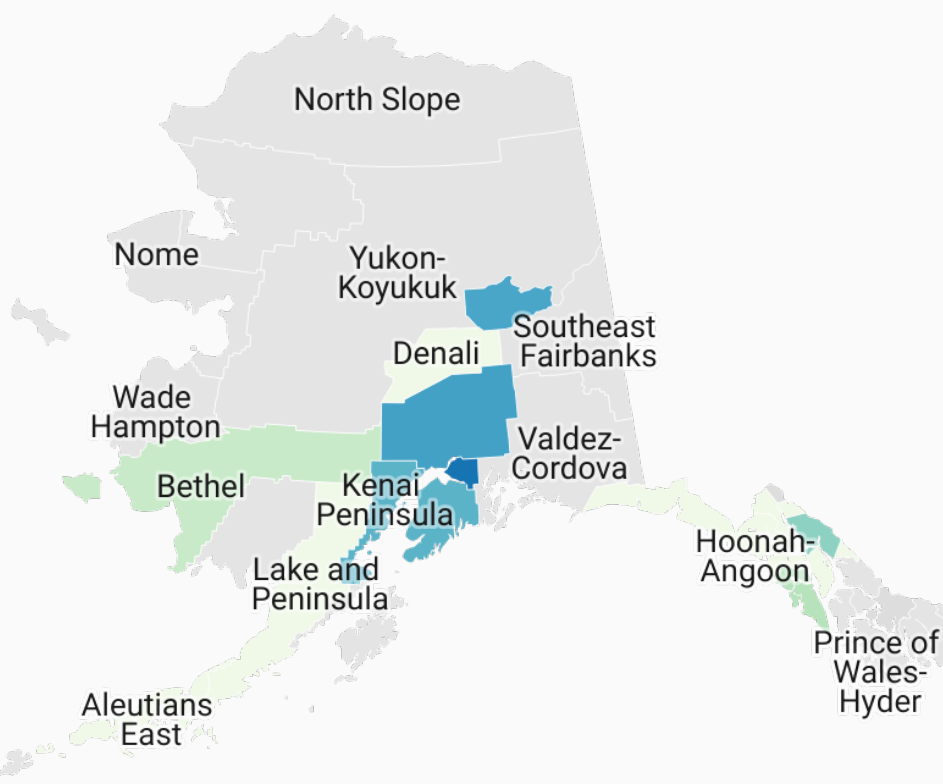 North Slope
Nome
Yukon-
Koyukuk
Southeast
Fairbanks
Denali
Wade
Hampton
Valdez-
Cordova
Bethel
Kenai
Peninsula
Hoonah-
Angoon
Lake and
Peninsula
Prince of
Wales-
Hyder
Aleutians
East